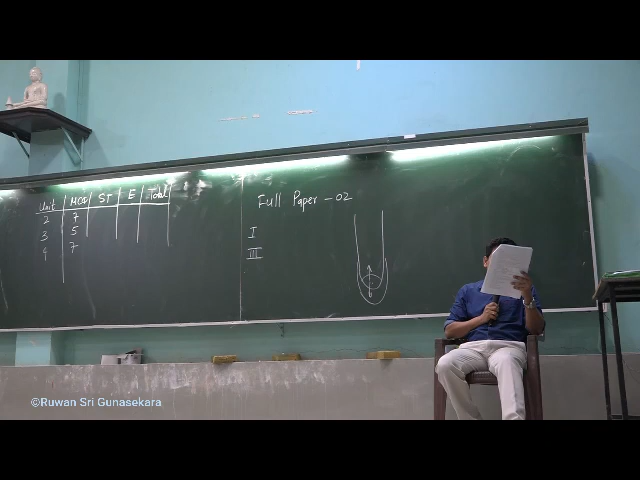 Unit MCQ ST E Total
2 7
3 5
4 7
Full Paper - 02
I
III
©Ruwan Sri Gunasekara